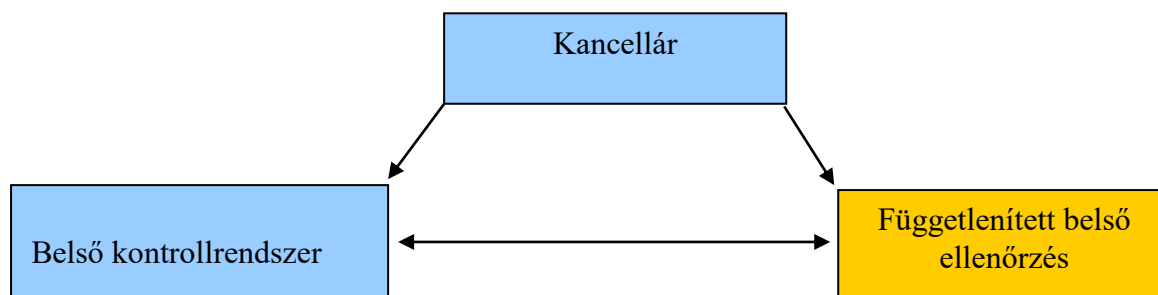 Kancellár
Belső kontrollrendszer
Függetlenített belső
ellenőrzés